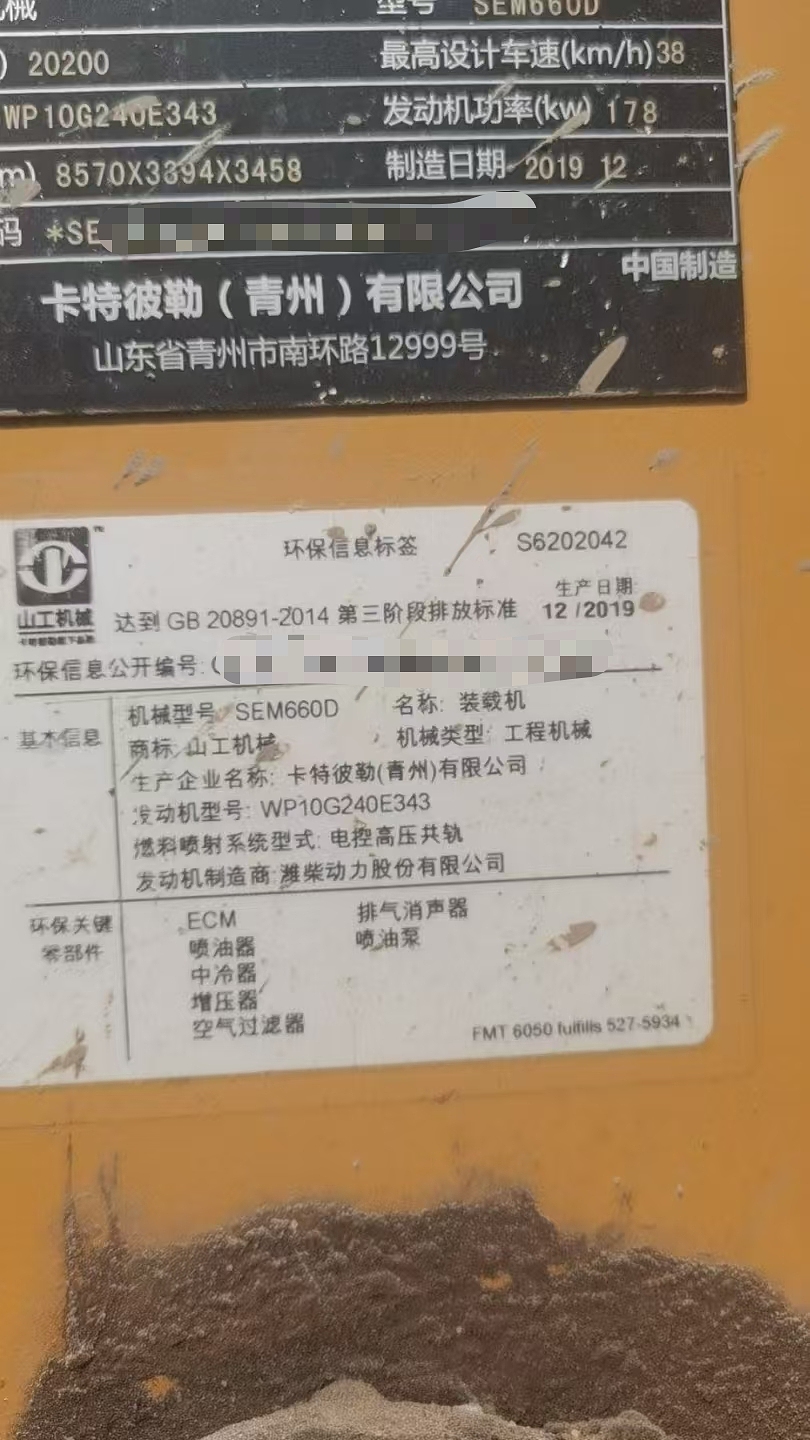 机械 型号 SEM660D
) 20200 最高设计车速(km/h) 38
WP10G240E343 发动机功率(kw) 178
m) 8570X3394X3458 制造日期 2019 12
码 *SE
中国制造
卡特彼勒(青州)有限公司
山东省青州市南环路12999号
环保信息标签 S6202042
生产日期
山工机械 达到 GB 20891-2014 第三阶段排放标准 12 /2019
环保信息公开编号:(
基本信息
机械型号 SEM660D 名称: 装载机
商标: 山工机械 机械类型: 工程机械
生产企业名称: 卡特彼勒(青州)有限公司
发动机型号: WP10G240E343
燃料喷射系统型式: 电控高压共轨
发动机制造商:潍柴动力股份有限公司
环保关键
零部件
ECM 排气消声器
喷油器 喷油泵
中冷器
增压器
空气过滤器
FMT 6050 fulfills 527-5934